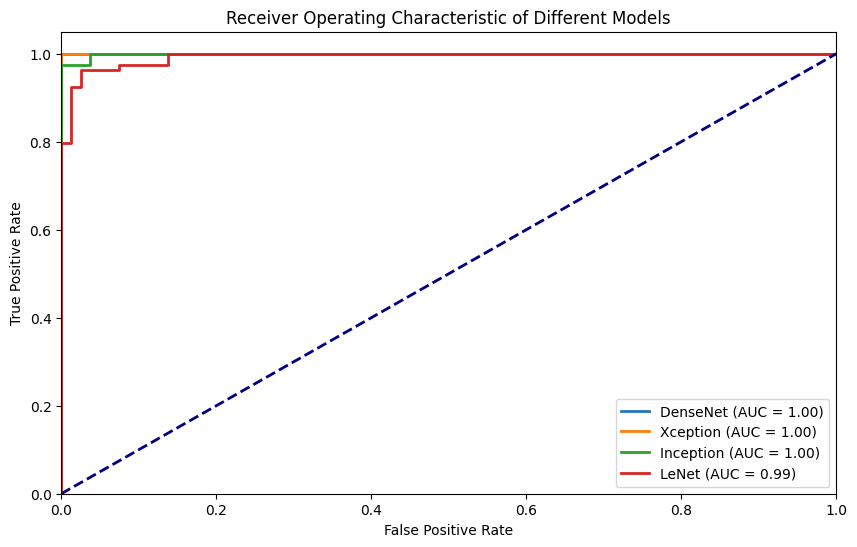 Receiver Operating Characteristic of Different Models
True Positive Rate
1.0
0.8
0.6
0.4
0.2
0.0
0.0 0.2 0.4 0.6 0.8 1.0
False Positive Rate
DenseNet (AUC = 1.00)
Xception (AUC = 1.00)
Inception (AUC = 1.00)
LeNet (AUC = 0.99)